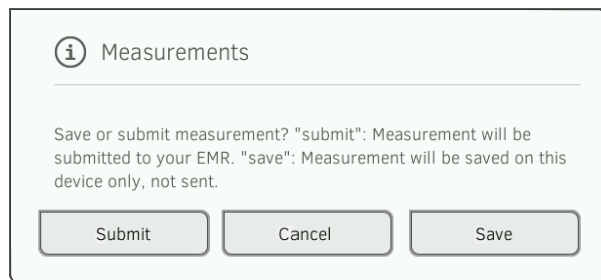 Measurements
Save or submit measurement? "submit": Measurement will be
submitted to your EMR. "save": Measurement will be saved on this
device only, not sent.
Submit Cancel Save